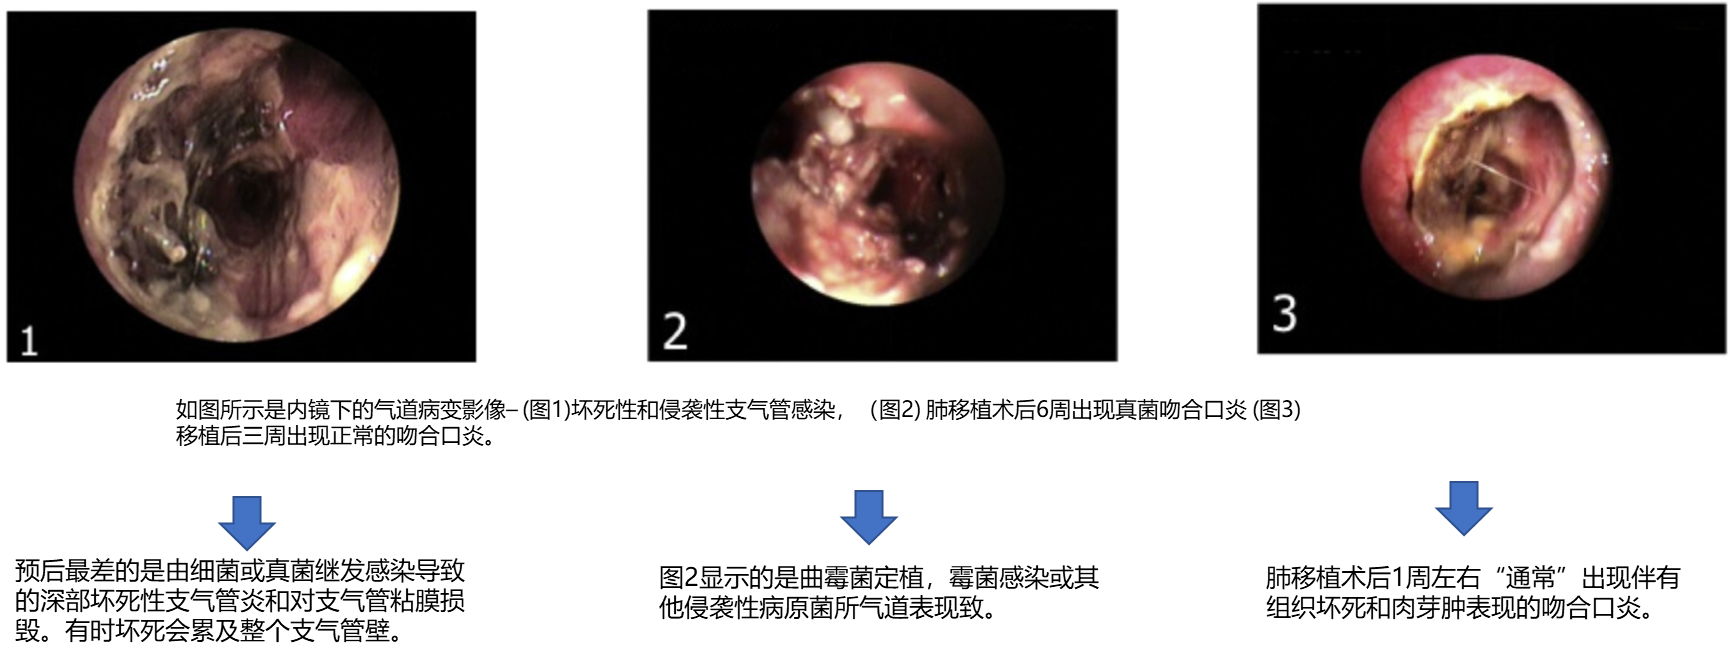 1
2
3
如图所示是内镜下的气道病变影像– (图1)坏死性和侵袭性支气管感染， （图2) 肺移植术后6周出现真菌吻合口炎 (图3)
移植后三周出现正常的吻合口炎。
预后最差的是由细菌或真菌继发感染导致
的深部坏死性支气管炎和对支气管粘膜损
毁。有时坏死会累及整个支气管壁。
图2显示的是曲霉菌定植，霉菌感染或其
他侵袭性病原菌所气道表现致。
肺移植术后1周左右“通常”出现伴有
组织坏死和肉芽肿表现的吻合口炎。